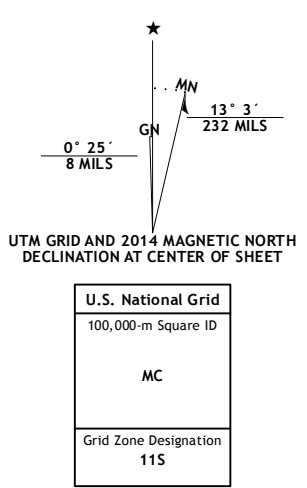 ★
MN
13° 3´
232 MILS
GN
0° 25´
8 MILS
UTM GRID AND 2014 MAGNETIC NORTH
DECLINATION AT CENTER OF SHEET
U.S. National Grid
100,000-m Square ID
MC
Grid Zone Designation
11S